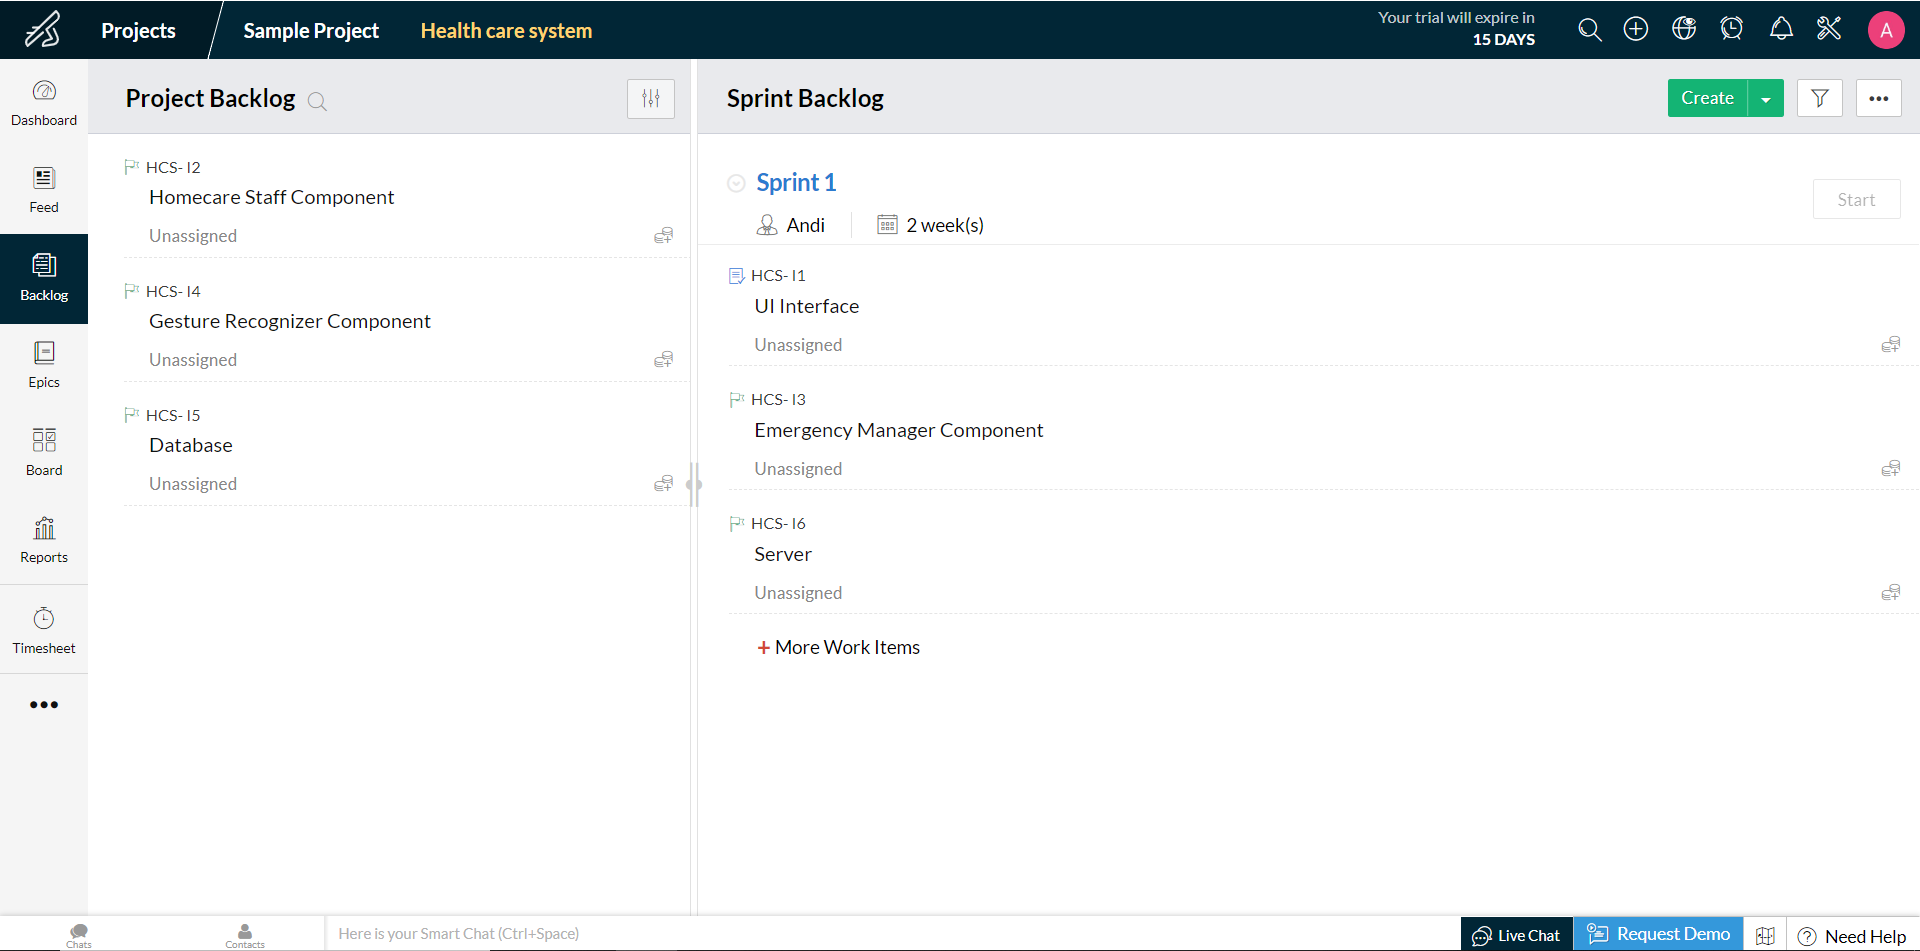 Projects
Sample Project
Health care system
Your trial will expire in
15 DAYS
A
Dashboard
Feed
Backlog
Epics
Board
Reports
Timesheet
Project Backlog
HCS- I2
Homecare Staff Component
Unassigned
HCS- I4
Gesture Recognizer Component
Unassigned
HCS- I5
Database
Unassigned
Sprint Backlog
Create
Sprint 1
Start
Andi
2 week(s)
HCS- I1
UI Interface
Unassigned
HCS- I3
Emergency Manager Component
Unassigned
HCS- I6
Server
Unassigned
+ More Work Items
Chats
Contacts
Here is your Smart Chat (Ctrl+Space)
Live Chat
Request Demo
Need Help